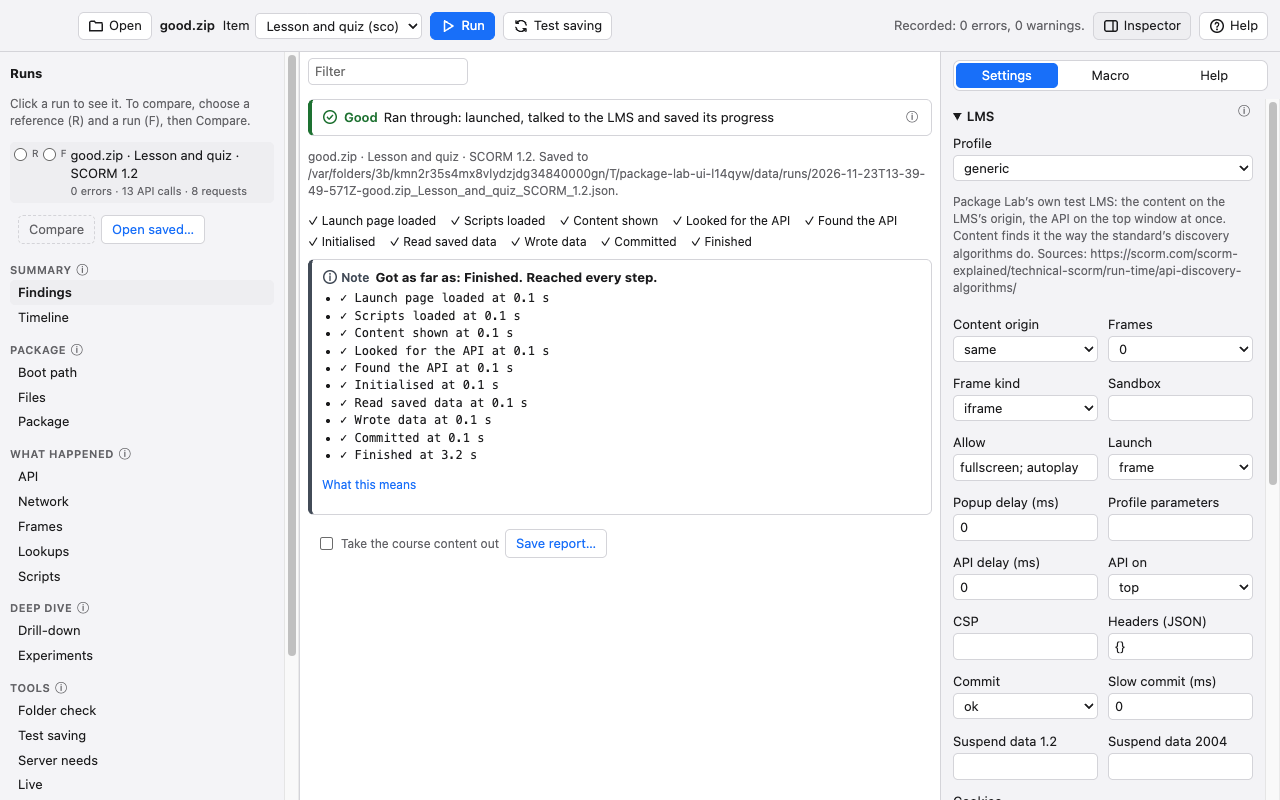 Open good.zip Item Lesson and quiz (sco) Run Test saving Recorded: 0 errors, 0 warnings. Inspector Help
Runs
Click a run to see it. To compare, choose a
reference (R) and a run (F), then Compare.
R F good.zip · Lesson and quiz ·
SCORM 1.2
0 errors · 13 API calls · 8 requests
Compare Open saved...
SUMMARY
Findings
Timeline
PACKAGE
Boot path
Files
Package
WHAT HAPPENED
API
Network
Frames
Lookups
Scripts
DEEP DIVE
Drill-down
Experiments
TOOLS
Folder check
Test saving
Server needs
Live
Filter
Good Ran through: launched, talked to the LMS and saved its progress
good.zip · Lesson and quiz · SCORM 1.2. Saved to
/var/folders/3b/kmn2r35s4mx8vlydzjdg34840000gn/T/package-lab-ui-l14qyw/data/runs/2026-11-23T13-39-
49-571Z-good.zip_Lesson_and_quiz_SCORM_1.2.json.
✓ Launch page loaded ✓ Scripts loaded ✓ Content shown ✓ Looked for the API ✓ Found the API
✓ Initialised ✓ Read saved data ✓ Wrote data ✓ Committed ✓ Finished
Note Got as far as: Finished. Reached every step.
• ✓ Launch page loaded at 0.1 s
• ✓ Scripts loaded at 0.1 s
• ✓ Content shown at 0.1 s
• ✓ Looked for the API at 0.1 s
• ✓ Found the API at 0.1 s
• ✓ Initialised at 0.1 s
• ✓ Read saved data at 0.1 s
• ✓ Wrote data at 0.1 s
• ✓ Committed at 0.1 s
• ✓ Finished at 3.2 s
What this means
Take the course content out Save report...
Settings Macro Help
▼ LMS
Profile
generic
Package Lab's own test LMS: the content on the
LMS's origin, the API on the top window at once.
Content finds it the way the standard's discovery
algorithms do. Sources: https://scorm.com/scorm-
explained/technical-scorm/run-time/api-discovery-
algorithms/
Content origin Frames
same 0
Frame kind Sandbox
iframe
Allow Launch
fullscreen; autoplay frame
Popup delay (ms) Profile parameters
0
API delay (ms) API on
0 top
CSP Headers (JSON)
{}
Commit Slow commit (ms)
ok 0
Suspend data 1.2 Suspend data 2004